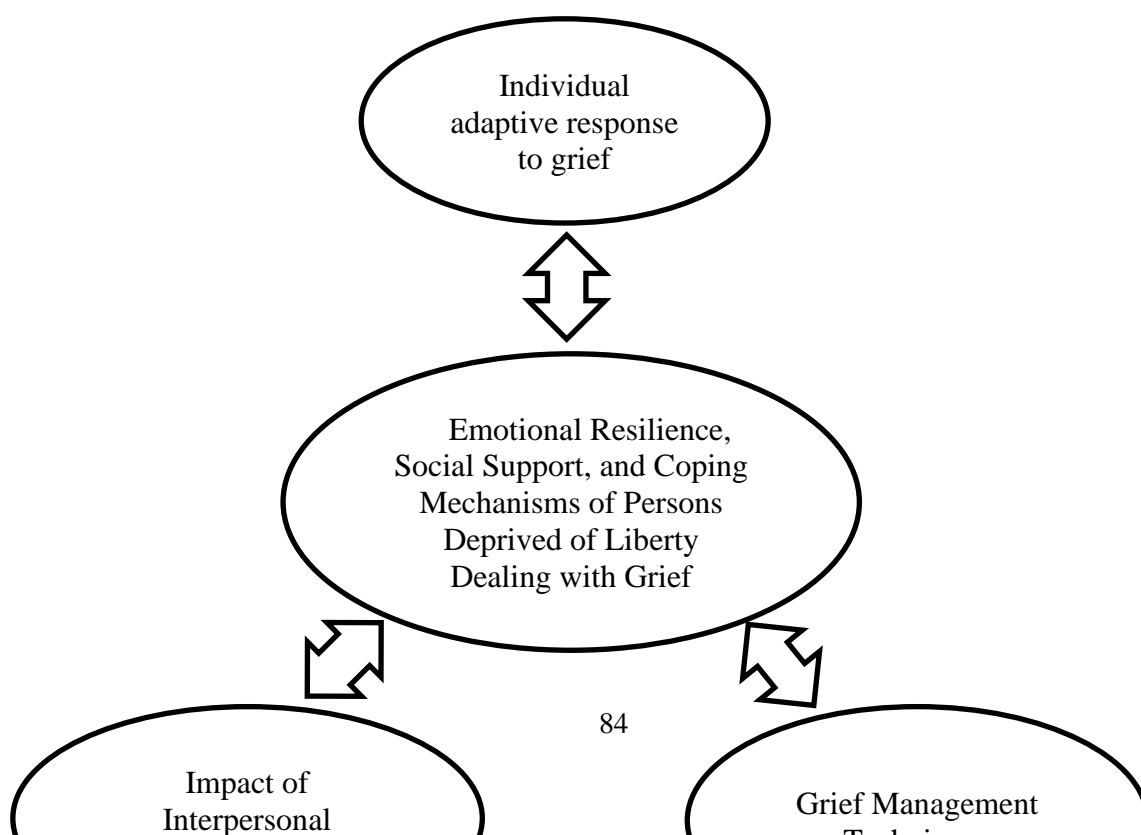 Individual
adaptive response
to grief
Emotional Resilience,
Social Support, and Coping
Mechanisms of Persons
Deprived of Liberty
Dealing with Grief
84
Impact of
Interpersonal
Grief Management